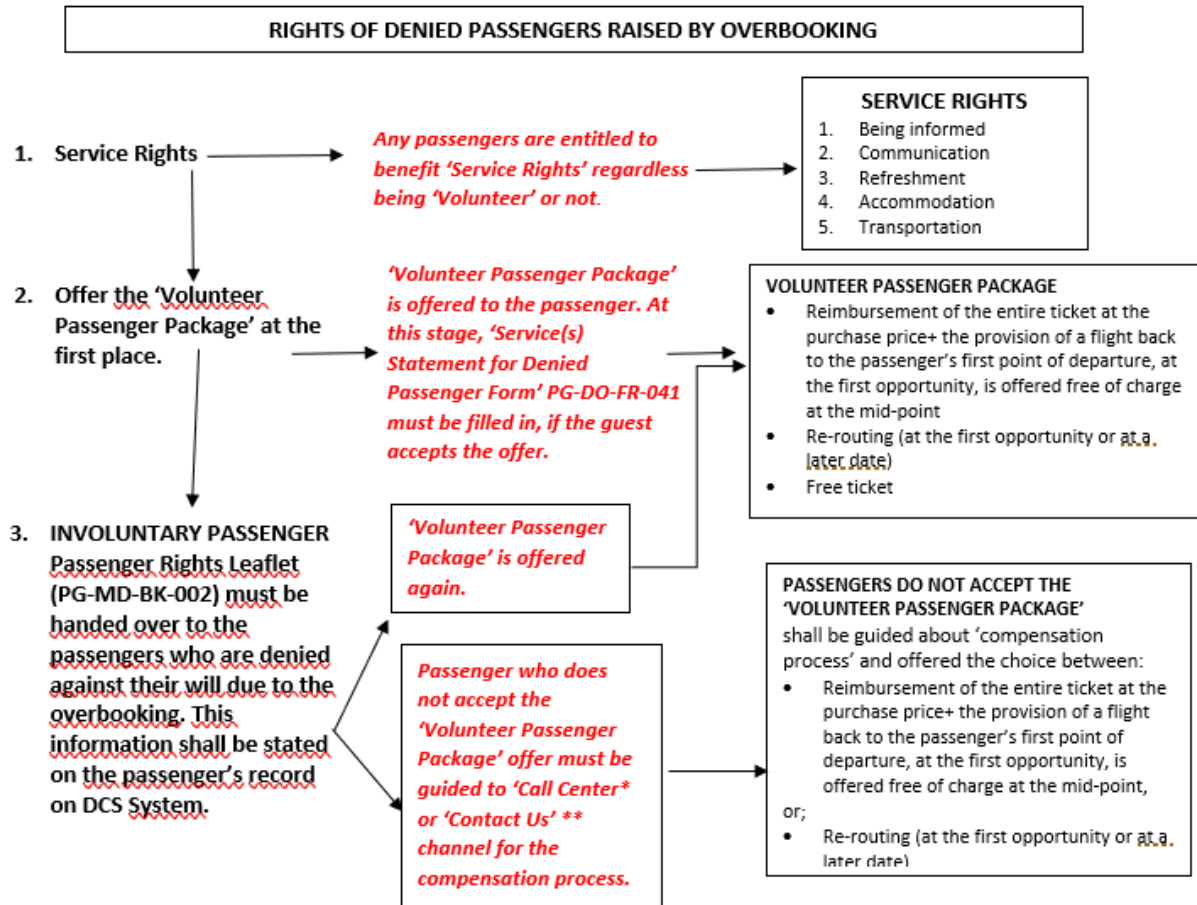 RIGHTS OF DENIED PASSENGERS RAISED BY OVERBOOKING
1. Service Rights
Any passengers are entitled to
benefit ‘Service Rights’ regardless
being ‘Volunteer’ or not.
SERVICE RIGHTS
1. Being informed
2. Communication
3. Refreshment
4. Accommodation
5. Transportation
2. Offer the ‘Volunteer
Passenger Package’ at the
first place.
‘Volunteer Passenger Package’
is offered to the passenger. At
this stage, ‘Service(s)
Statement for Denied
Passenger Form’ PG-DO-FR-041
must be filled in, if the guest
accepts the offer.
VOLUNTEER PASSENGER PACKAGE
• Reimbursement of the entire ticket at the
purchase price+ the provision of a flight back
to the passenger’s first point of departure, at
the first opportunity, is offered free of charge
at the mid-point
• Re-routing (at the first opportunity or at a
later date)
• Free ticket
3. INVOLUNTARY PASSENGER
Passenger Rights Leaflet
(PG-MD-BK-002) must be
handed over to the
passengers who are denied
against their will due to the
overbooking. This
information shall be stated
on the passenger’s record
on DCS System.
‘Volunteer Passenger
Package’ is offered
again.
Passenger who does
not accept the
‘Volunteer Passenger
Package’ offer must be
guided to ‘Call Center*
or ‘Contact Us’ **
channel for the
compensation process.
PASSENGERS DO NOT ACCEPT THE
‘VOLUNTEER PASSENGER PACKAGE’
shall be guided about ‘compensation
process’ and offered the choice between:
• Reimbursement of the entire ticket at the
purchase price+ the provision of a flight
back to the passenger’s first point of
departure, at the first opportunity, is
offered free of charge at the mid-point,
or;
• Re-routing (at the first opportunity or at a
later date)